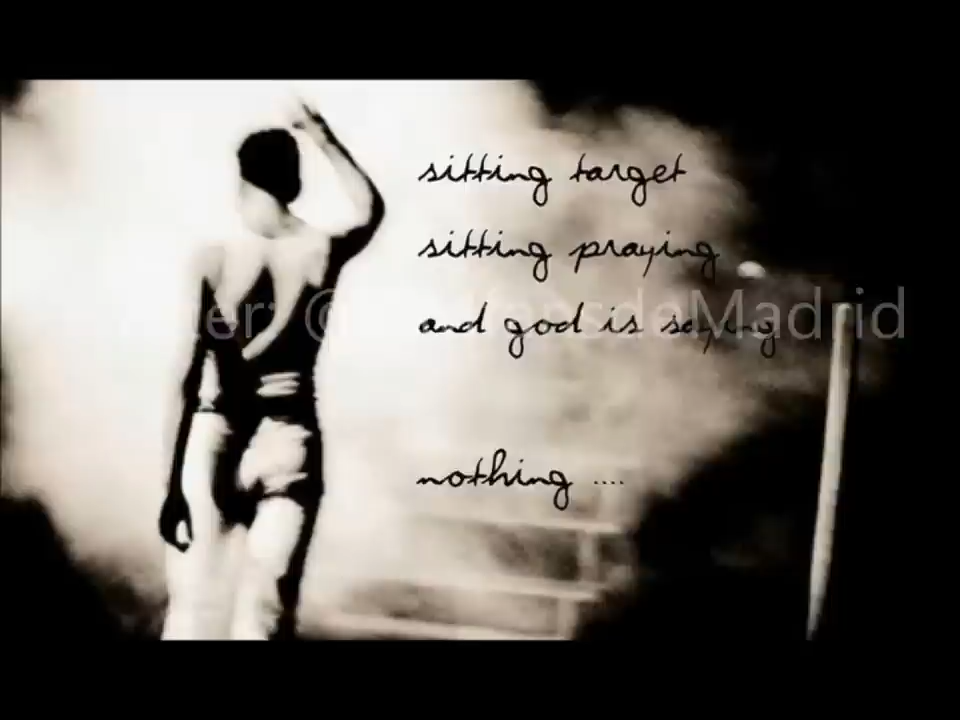 sitting target
sitting praying
and god is saying
nothing ....